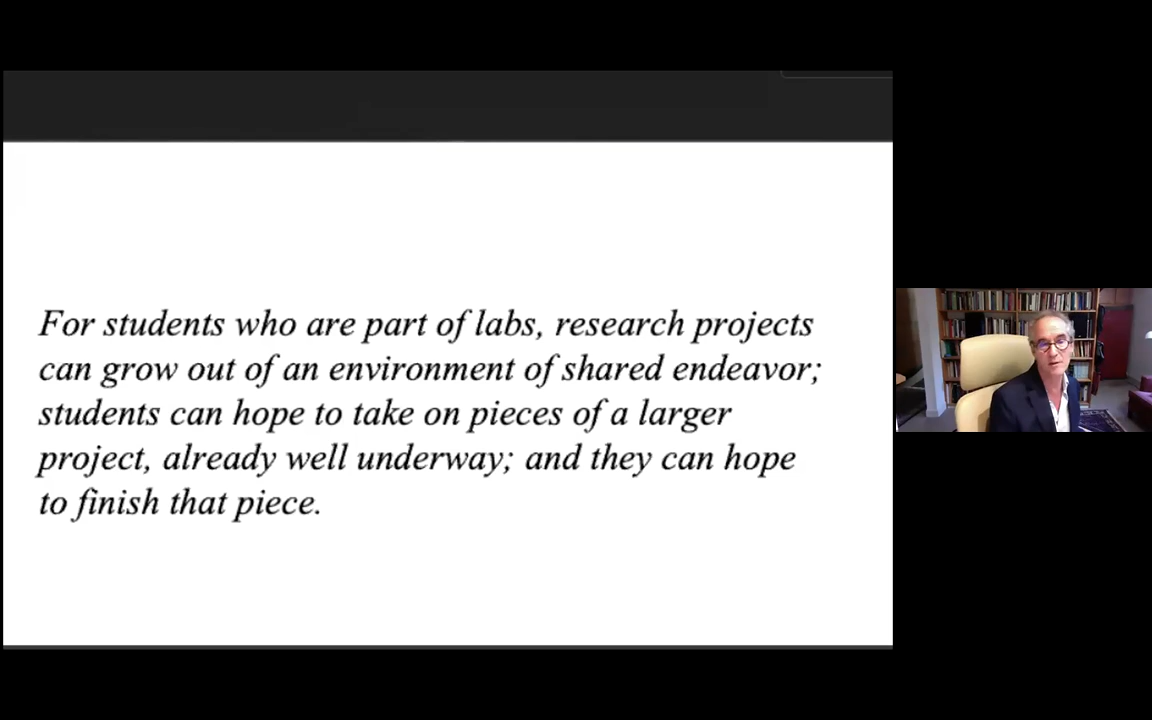 For students who are part of labs, research projects
can grow out of an environment of shared endeavor;
students can hope to take on pieces of a larger
project, already well underway; and they can hope
to finish that piece.